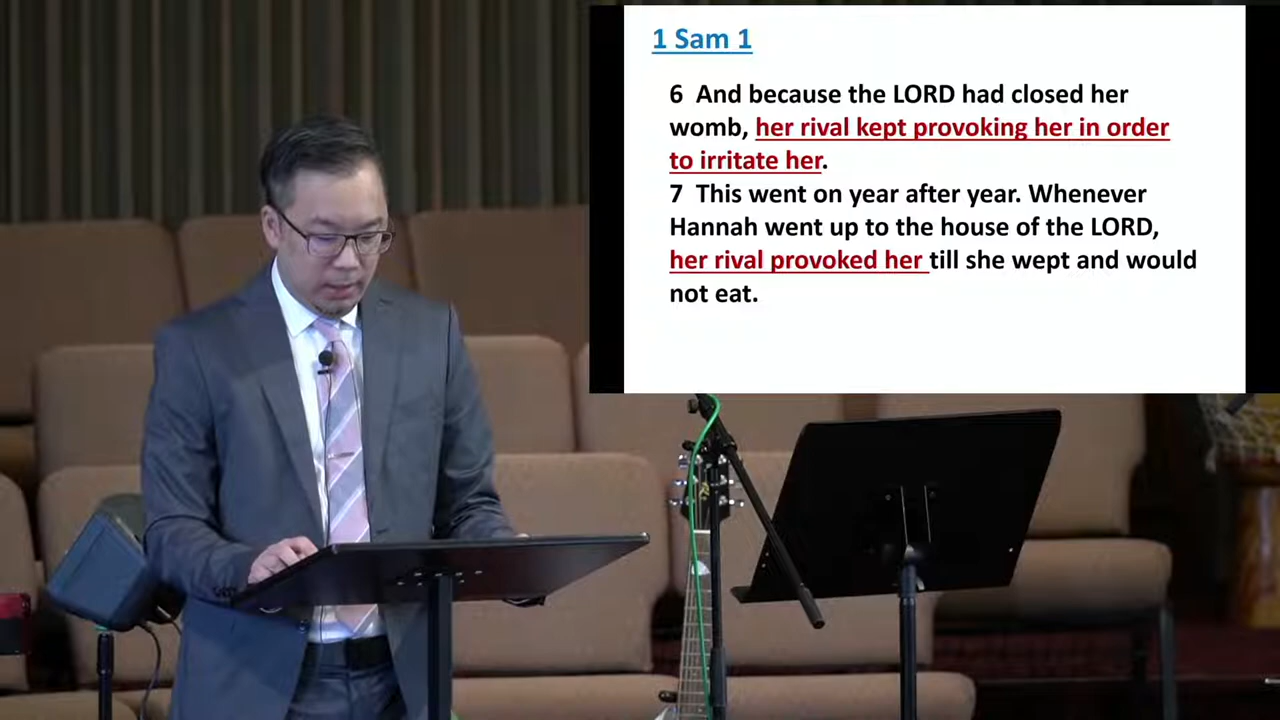 1 Sam 1
6 And because the LORD had closed her
womb, her rival kept provoking her in order
to irritate her.
7 This went on year after year. Whenever
Hannah went up to the house of the LORD,
her rival provoked her till she wept and would
not eat.